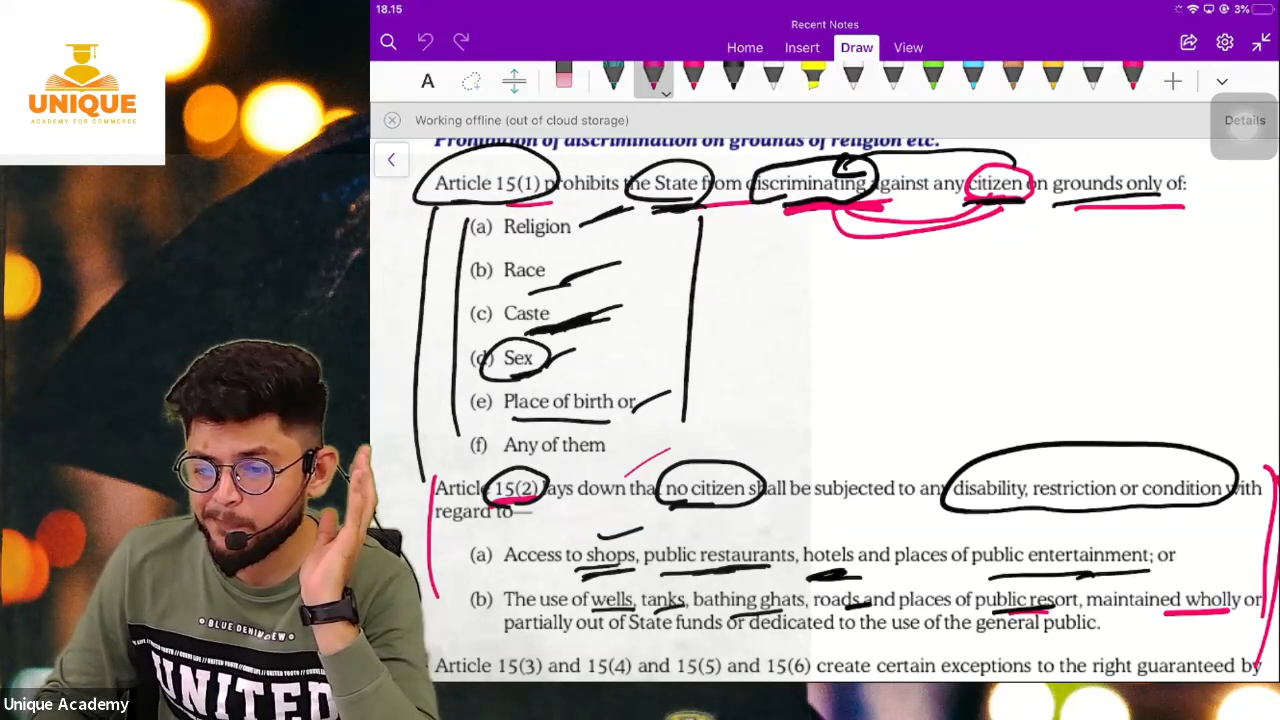 18.15
3%
Recent Notes
Home Insert Draw View
UNIQUE
ACADEMY FOR COMMERCE
A
Working offline (out of cloud storage)
Details
Prohibition of discrimination on grounds of religion etc.
Article 15(1) prohibits the State from discriminating against any citizen on grounds only of:
(a) Religion
(b) Race
(c) Caste
(d) Sex
(e) Place of birth or
(f) Any of them
Article 15(2) lays down that no citizen shall be subjected to any disability, restriction or condition with
regard to—
(a) Access to shops, public restaurants, hotels and places of public entertainment; or
(b) The use of wells, tanks, bathing ghats, roads and places of public resort, maintained wholly or
partially out of State funds or dedicated to the use of the general public.
Article 15(3) and 15(4) and 15(5) and 15(6) create certain exceptions to the right guaranteed by
BLUE DENIM
UNITED
Unique Academy